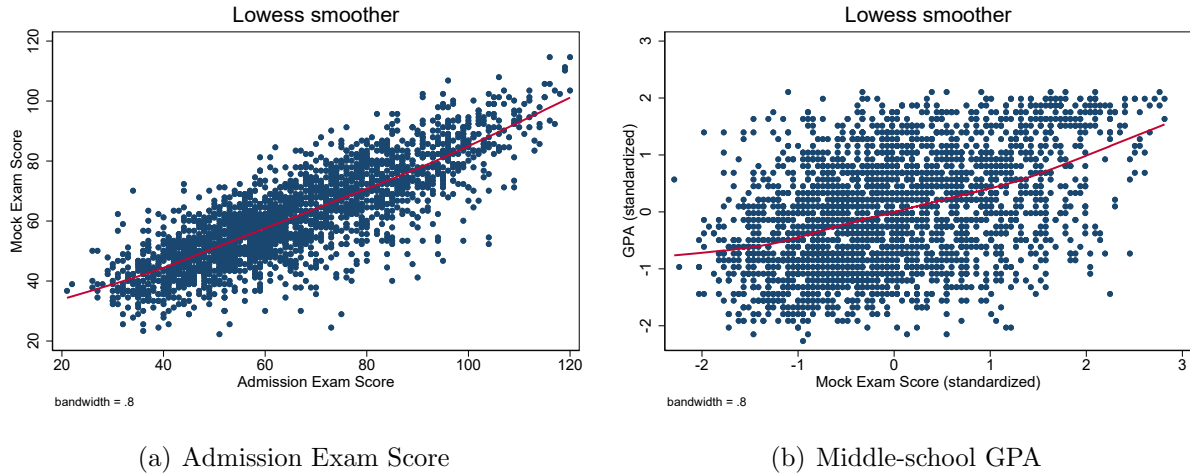 Lowess smoother
Mock Exam Score
120
100
80
60
40
20
20 40 60 80 100 120
Admission Exam Score
bandwidth = .8
(a) Admission Exam Score
Lowess smoother
GPA (standardized)
3
2
1
0
-1
-2
-2 -1 0 1 2 3
Mock Exam Score (standardized)
bandwidth = .8
(b) Middle-school GPA